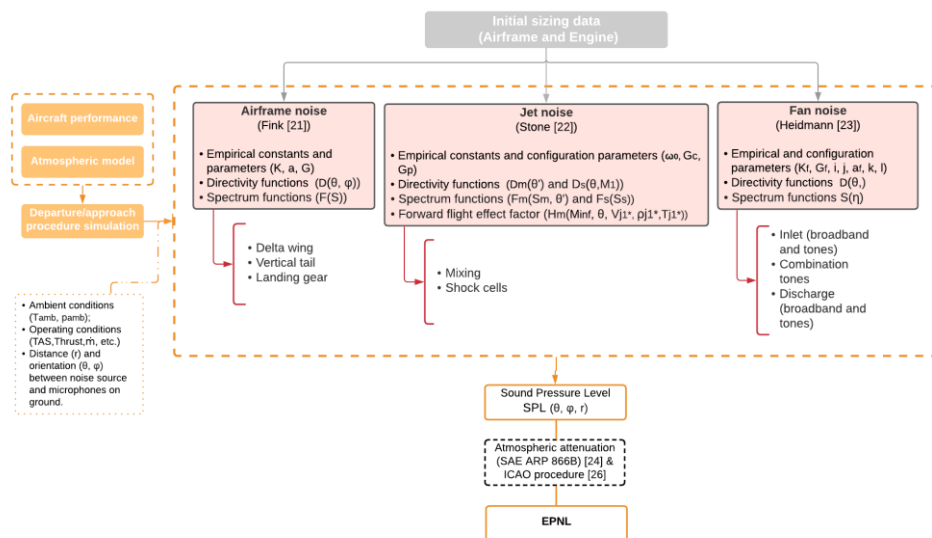 Initial sizing data
(Airframe and Engine)
Aircraft performance
Atmospheric model
Departure/approach
procedure simulation
• Ambient conditions
(Tamb, pamb);
• Operating conditions
(TAS,Thrust,ṁ, etc.)
• Distance (r) and
orientation (θ, φ)
between noise source
and microphones on
ground.
Airframe noise
(Fink [21])
• Empirical constants and
parameters (K, a, G)
• Directivity functions (D(θ, φ))
• Spectrum functions (F(S))
• Delta wing
• Vertical tail
• Landing gear
Jet noise
(Stone [22])
• Empirical constants and configuration parameters (ω₀, Gc,
Gp)
• Directivity functions (Dm(θ') and Ds(θ,M1))
• Spectrum functions (Fm(Sm, θ') and Fs(Ss)
• Forward flight effect factor (Hm(Minf, θ, Vj1*, ρj1*,Tj1*))
• Mixing
• Shock cells
Fan noise
(Heidmann [23])
• Empirical and configuration
parameters (Kf, Gf, i, j, af, k, l)
• Directivity functions D(θ,)
• Spectrum functions S(η)
• Inlet (broadband
and tones)
• Combination
tones
• Discharge
(broadband and
tones)
Sound Pressure Level
SPL (θ, φ, r)
Atmospheric attenuation
(SAE ARP 866B) [24] &
ICAO procedure [26]
EPNL